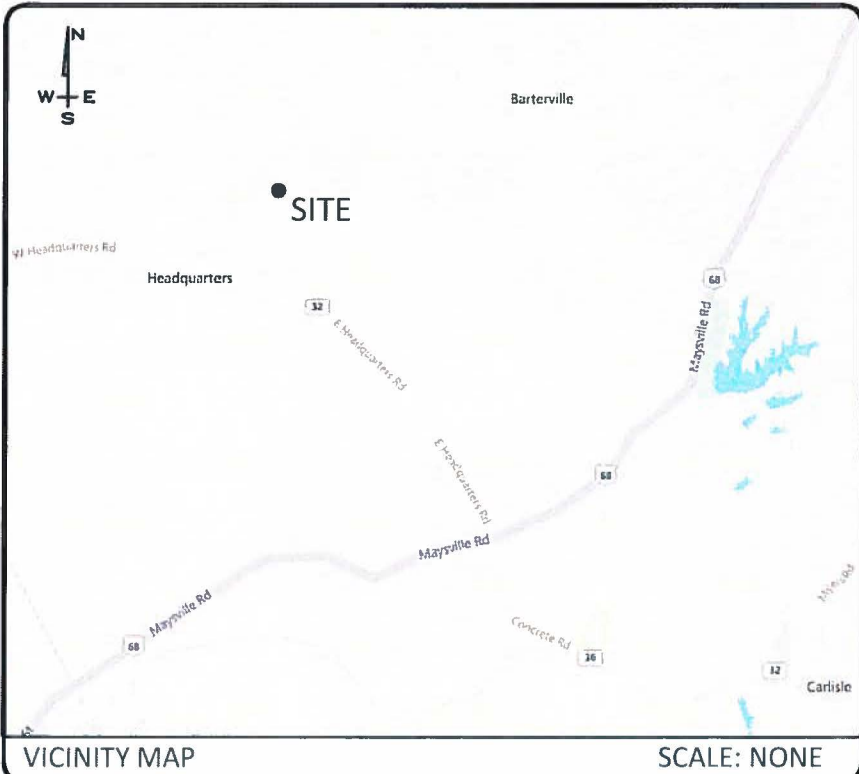 N
W E
S
Barterville
SITE
Headquarters Rd
Headquarters
68
32
Maysville Rd
E Headquarters Rd
E Headquarters Rd
68
Maysville Rd
Maysville Rd
68
Concrete Rd
36
32
Carlisle
VICINITY MAP
SCALE: NONE